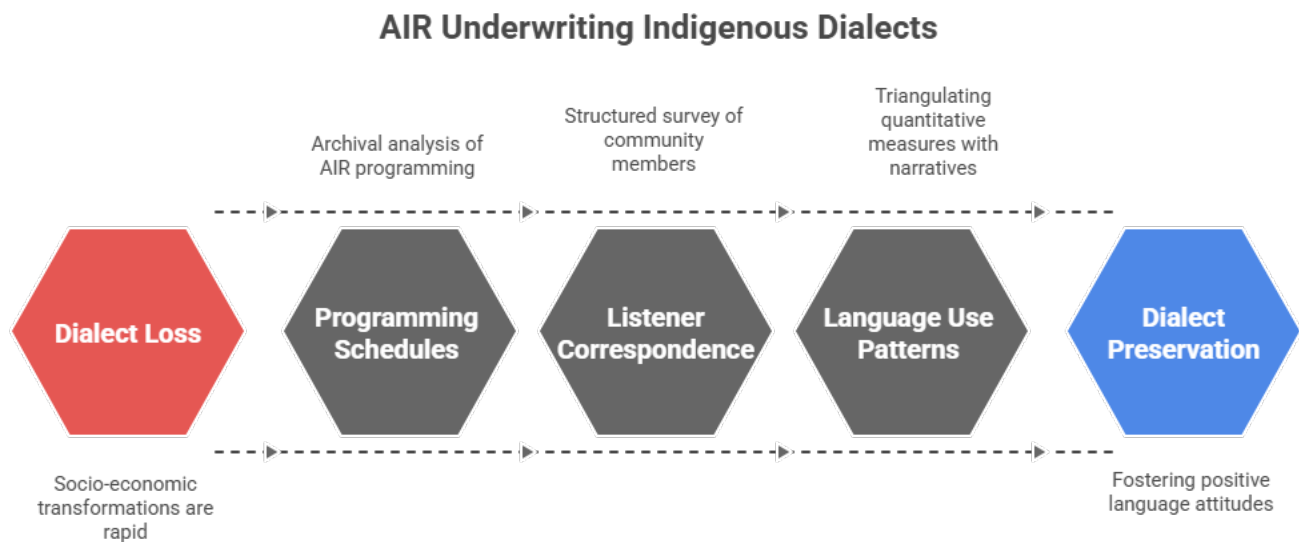 AIR Underwriting Indigenous Dialects
Archival analysis of
AIR programming
Structured survey of
community
members
Triangulating
quantitative
measures with
narratives
Dialect Loss
Programming
Schedules
Listener
Correspondence
Language Use
Patterns
Dialect
Preservation
Socio-economic
transformations are
rapid
Fostering positive
language attitudes